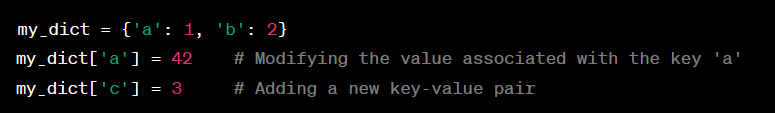 my_dict = {'a': 1, 'b': 2}
my_dict['a'] = 42    # Modifying the value associated with the key 'a'
my_dict['c'] = 3     # Adding a new key-value pair